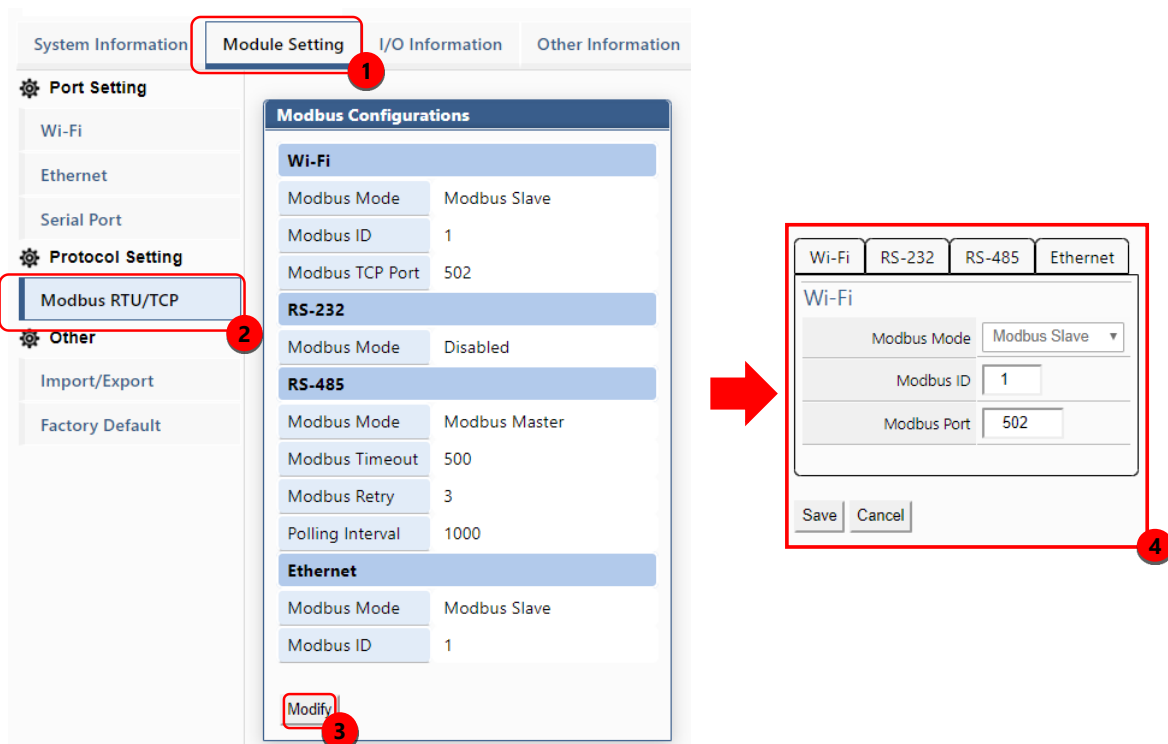 System Information Module Setting I/O Information Other Information
1
Port Setting
Wi-Fi
Ethernet
Serial Port
Protocol Setting
Modbus RTU/TCP
2
Other
Import/Export
Factory Default
Modbus Configurations
Wi-Fi
Modbus Mode Modbus Slave
Modbus ID 1
Modbus TCP Port 502
RS-232
Modbus Mode Disabled
RS-485
Modbus Mode Modbus Master
Modbus Timeout 500
Modbus Retry 3
Polling Interval 1000
Ethernet
Modbus Mode Modbus Slave
Modbus ID 1
Modify
3
Wi-Fi RS-232 RS-485 Ethernet
Wi-Fi
Modbus Mode Modbus Slave
Modbus ID 1
Modbus Port 502
Save Cancel
4